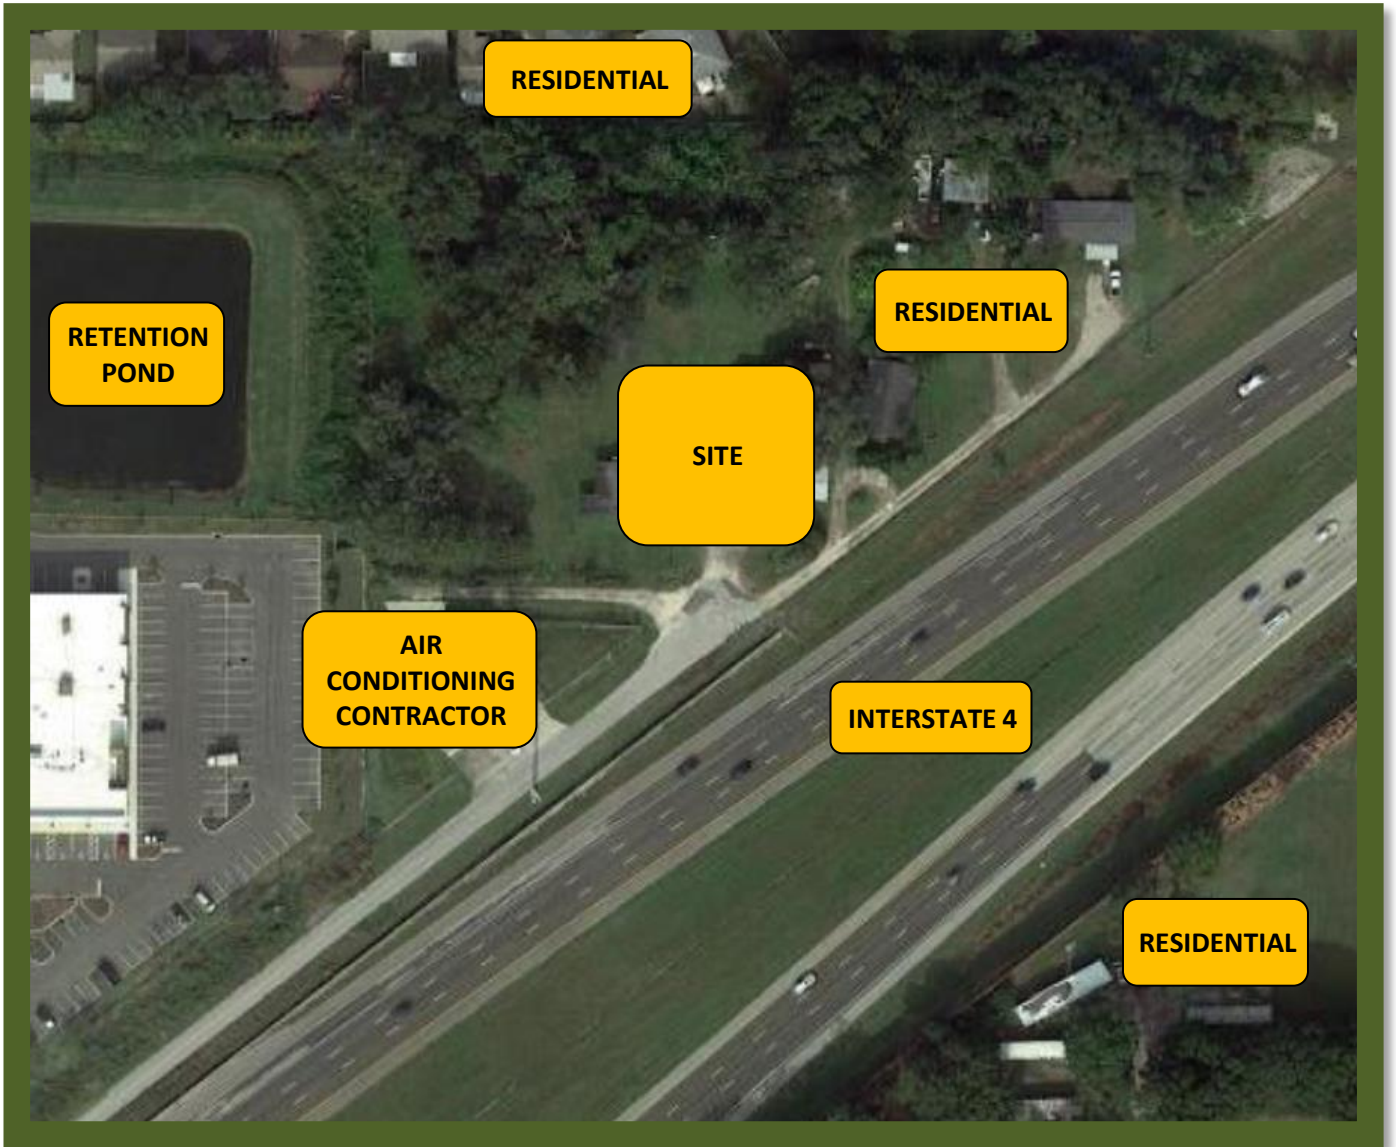 RESIDENTIAL
RESIDENTIAL
RETENTION
POND
SITE
AIR
CONDITIONING
CONTRACTOR
INTERSTATE 4
RESIDENTIAL